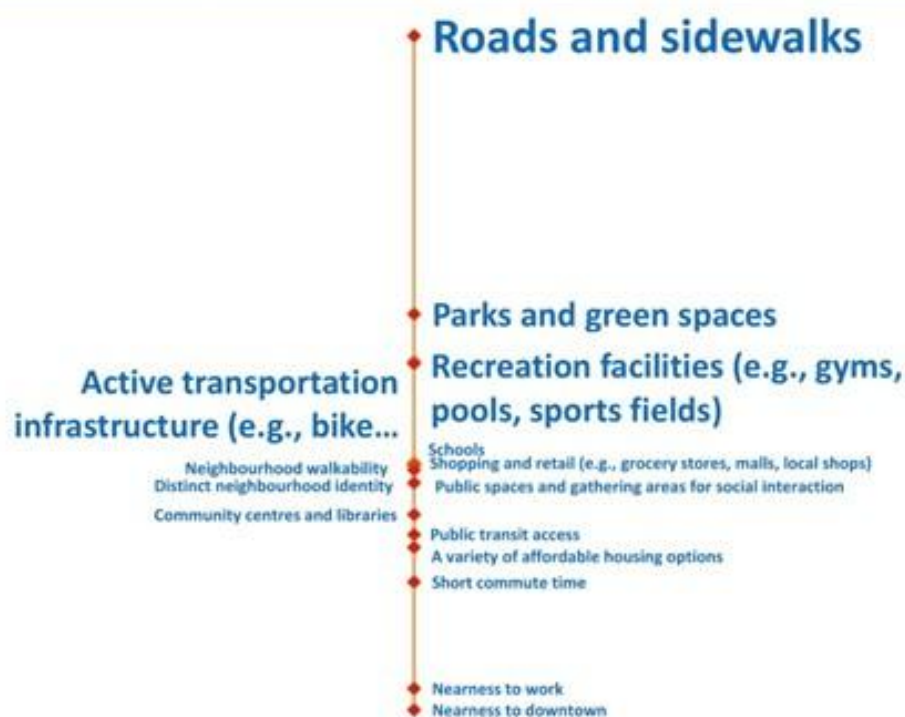 Roads and sidewalks
Parks and green spaces
Recreation facilities (e.g., gyms,
pools, sports fields)
Active transportation
infrastructure (e.g., bike...
Schools
Shopping and retail (e.g., grocery stores, malls, local shops)
Neighbourhood walkability
Distinct neighbourhood identity
Public spaces and gathering areas for social interaction
Community centres and libraries
Public transit access
A variety of affordable housing options
Short commute time
Nearness to work
Nearness to downtown